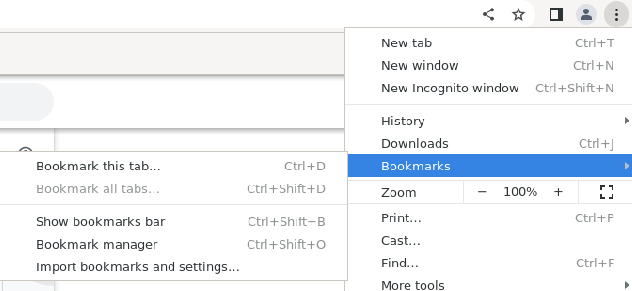 New tab Ctrl+T
New window Ctrl+N
New Incognito window Ctrl+Shift+N
History
Downloads Ctrl+J
Bookmarks
Bookmark this tab... Ctrl+D
Bookmark all tabs... Ctrl+Shift+D
Show bookmarks bar Ctrl+Shift+B
Bookmark manager Ctrl+Shift+O
Import bookmarks and settings...
Zoom − 100% +
Print... Ctrl+P
Cast...
Find... Ctrl+F
More tools